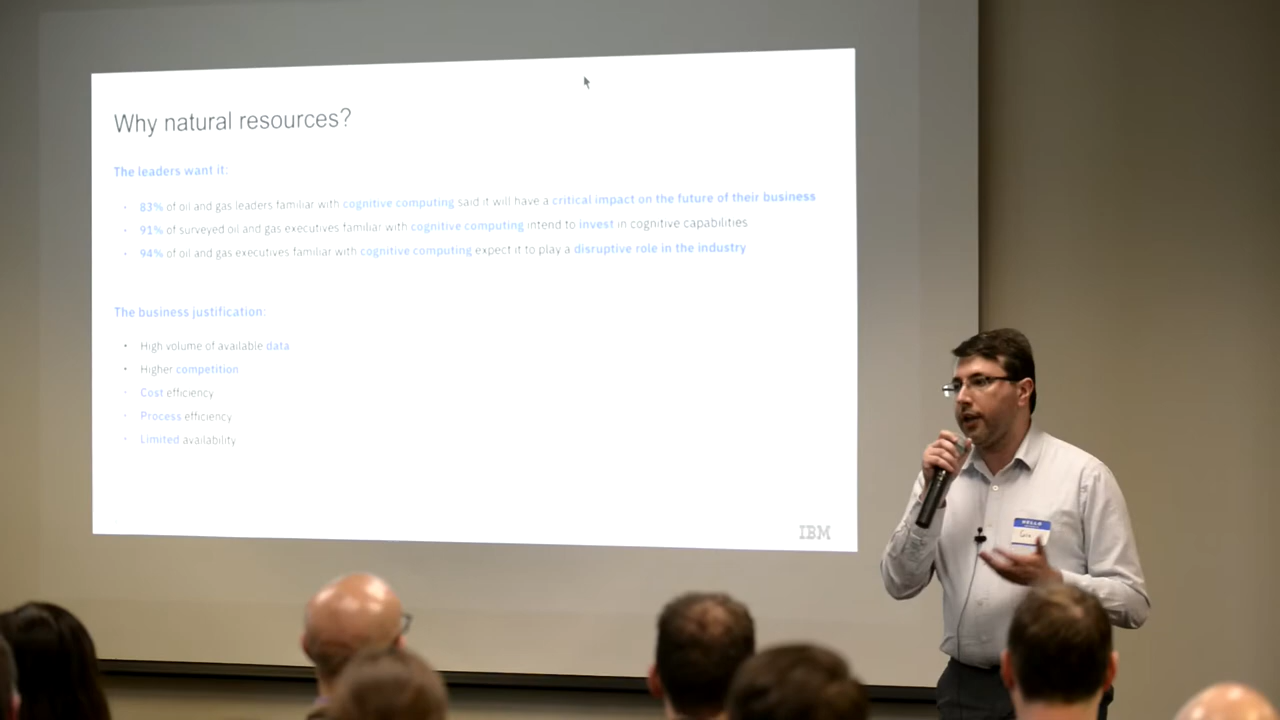 Why natural resources?
The leaders want it:
· 83% of oil and gas leaders familiar with cognitive computing said it will have a critical impact on the future of their business
· 91% of surveyed oil and gas executives familiar with cognitive computing intend to invest in cognitive capabilities
· 94% of oil and gas executives familiar with cognitive computing expect it to play a disruptive role in the industry
The business justification:
· High volume of available data
· Higher competition
· Cost efficiency
· Process efficiency
· Limited availability
IBM
HELLO